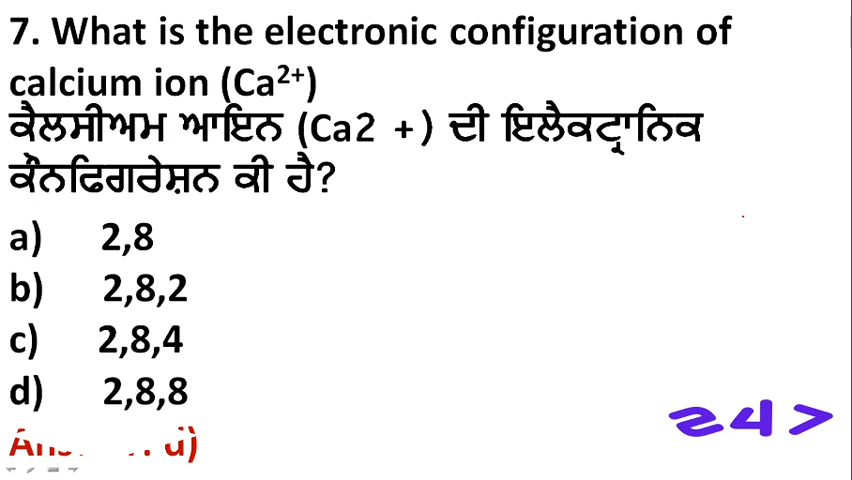 7. What is the electronic configuration of
calcium ion (Ca²⁺)
ਕੈਲਸੀਅਮ ਆਇਨ (Ca2 +) ਦੀ ਇਲੈਕਟ੍ਰਾਨਿਕ
ਕੌਨਫਿਗਰੇਸ਼ਨ ਕੀ ਹੈ?
a) 2,8
b) 2,8,2
c) 2,8,4
d) 2,8,8
d)